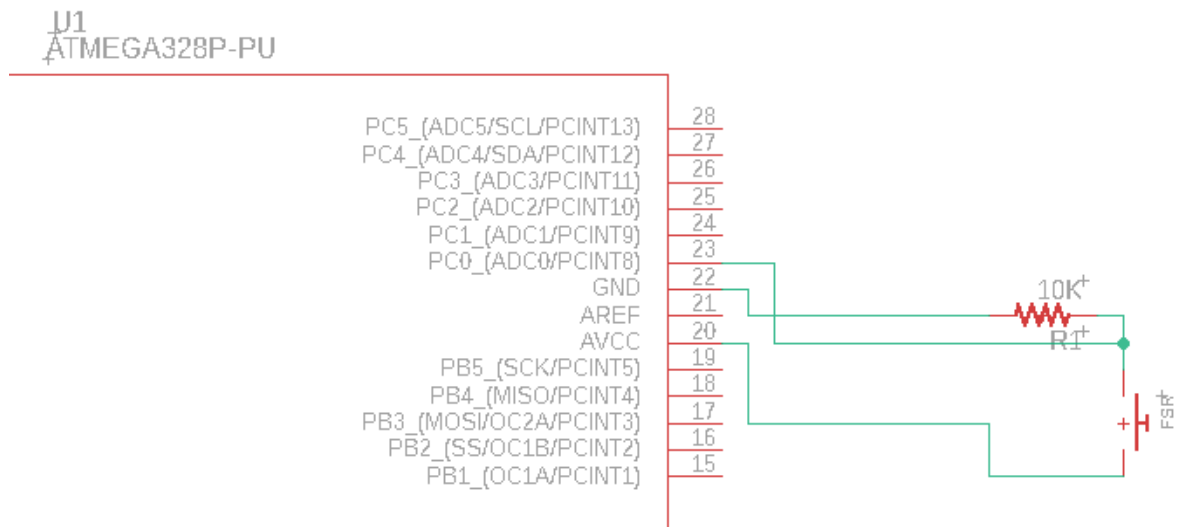 U1
ATMEGA328P-PU
PC5_(ADC5/SCL/PCINT13) 28
PC4_(ADC4/SDA/PCINT12) 27
PC3_(ADC3/PCINT11) 26
PC2_(ADC2/PCINT10) 25
PC1_(ADC1/PCINT9) 24
PC0_(ADC0/PCINT8) 23
GND 22
AREF 21
AVCC 20
PB5_(SCK/PCINT5) 19
PB4_(MISO/PCINT4) 18
PB3_(MOSI/OC2A/PCINT3) 17
PB2_(SS/OC1B/PCINT2) 16
PB1_(OC1A/PCINT1) 15
10K
R1
FSR